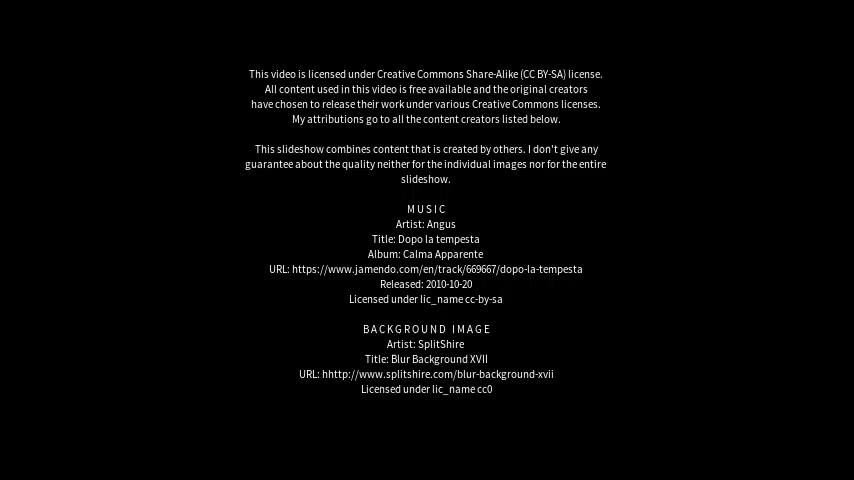 This video is licensed under Creative Commons Share-Alike (CC BY-SA) license.
All content used in this video is free available and the original creators
have chosen to release their work under various Creative Commons licenses.
My attributions go to all the content creators listed below.
This slideshow combines content that is created by others. I don't give any
guarantee about the quality neither for the individual images nor for the entire
slideshow.
MUSIC
Artist: Angus
Title: Dopo la tempesta
Album: Calma Apparente
URL: https://www.jamendo.com/en/track/669667/dopo-la-tempesta
Released: 2010-10-20
Licensed under lic_name cc-by-sa
BACKGROUND IMAGE
Artist: SplitShire
Title: Blur Background XVII
URL: hhttp://www.splitshire.com/blur-background-xvii
Licensed under lic_name cc0